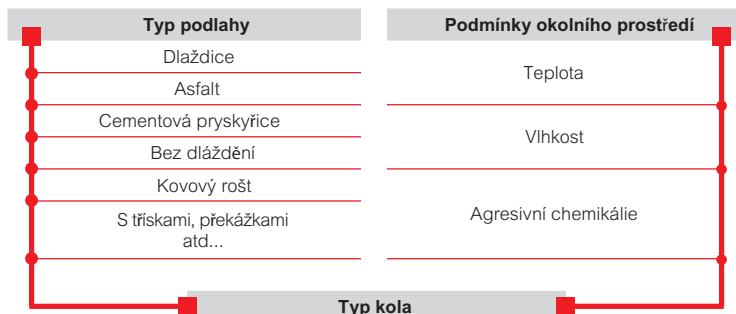 Typ podlahy
Dlaždice
Asfalt
Cementová pryskyřice
Bez dláždění
Kovový rošt
S třískami, překážkami
atd...
Podmínky okolního prostředí
Teplota
Vlhkost
Agresivní chemikálie
Typ kola